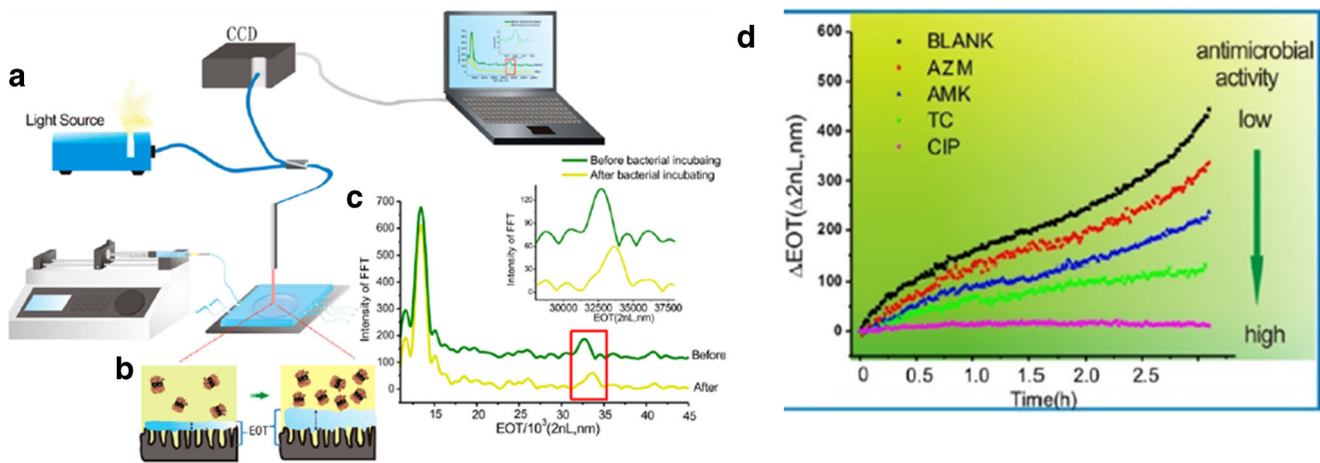 a
CCD
Light Source
b
EOT
c
Before bacterial incubaing
After bacterial incubating
Intensity of FFT
700
600
500
400
300
200
100
0
15
20
25
30
35
40
45
EOT/10³(2nL,nm)
Before
After
Intensity of FFT
120
90
60
30
0
30000
32500
35000
37500
EOT(2nL,nm)
d
ΔEOT(Δ2nL,nm)
600
500
400
300
200
100
0
BLANK
AZM
AMK
TC
CIP
antimicrobial
activity
low
high
0
0.5
1.0
1.5
2.0
2.5
Time(h)